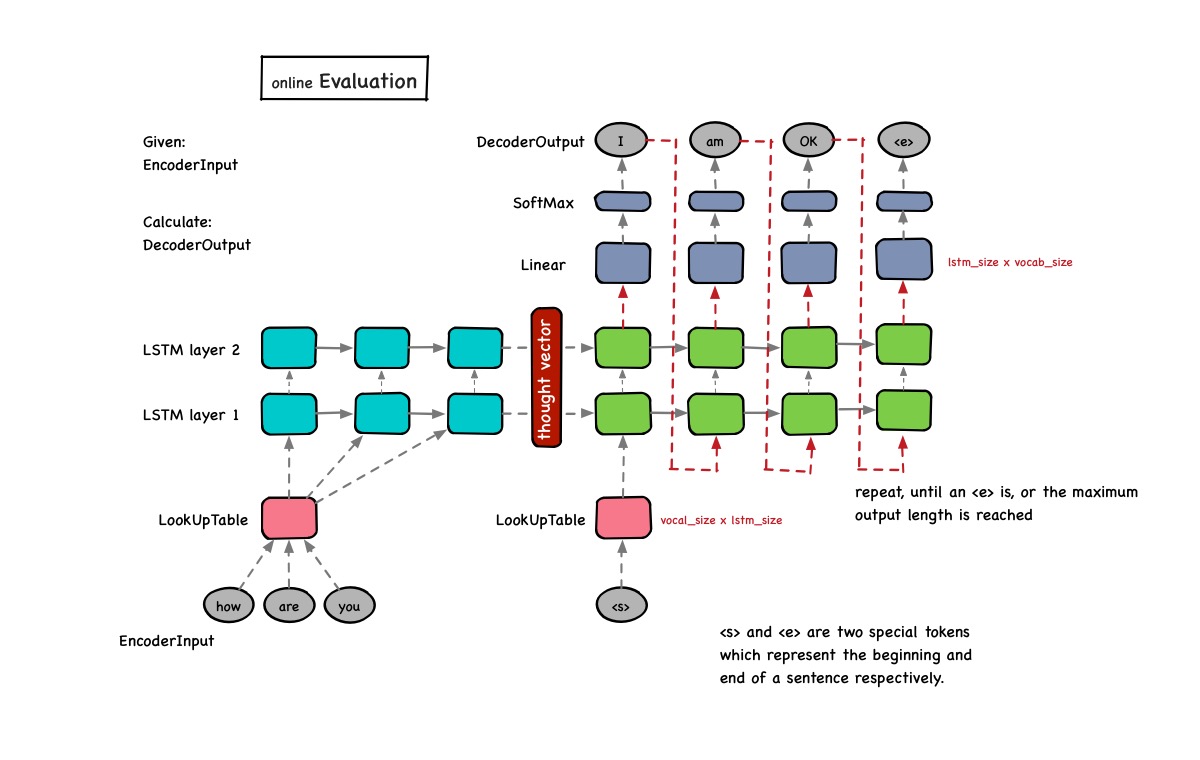 online Evaluation
Given:
EncoderInput
Calculate:
DecoderOutput
DecoderOutput
I
am
OK
<e>
SoftMax
Linear
lstm_size x vocab_size
LSTM layer 2
LSTM layer 1
thought vector
repeat, until an <e> is, or the maximum
output length is reached
LookUpTable
LookUpTable
vocal_size x lstm_size
how
are
you
<s>
EncoderInput
<s> and <e> are two special tokens
which represent the beginning and
end of a sentence respectively.